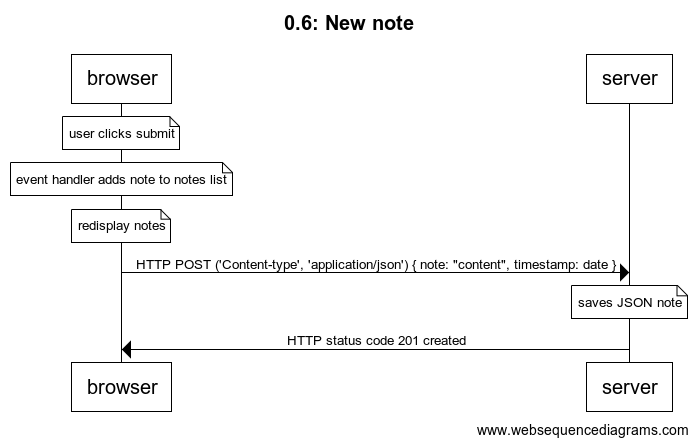 0.6: New note
browser
server
user clicks submit
event handler adds note to notes list
redisplay notes
HTTP POST ('Content-type', 'application/json') { note: "content", timestamp: date }
saves JSON note
HTTP status code 201 created
browser
server
www.websequencediagrams.com